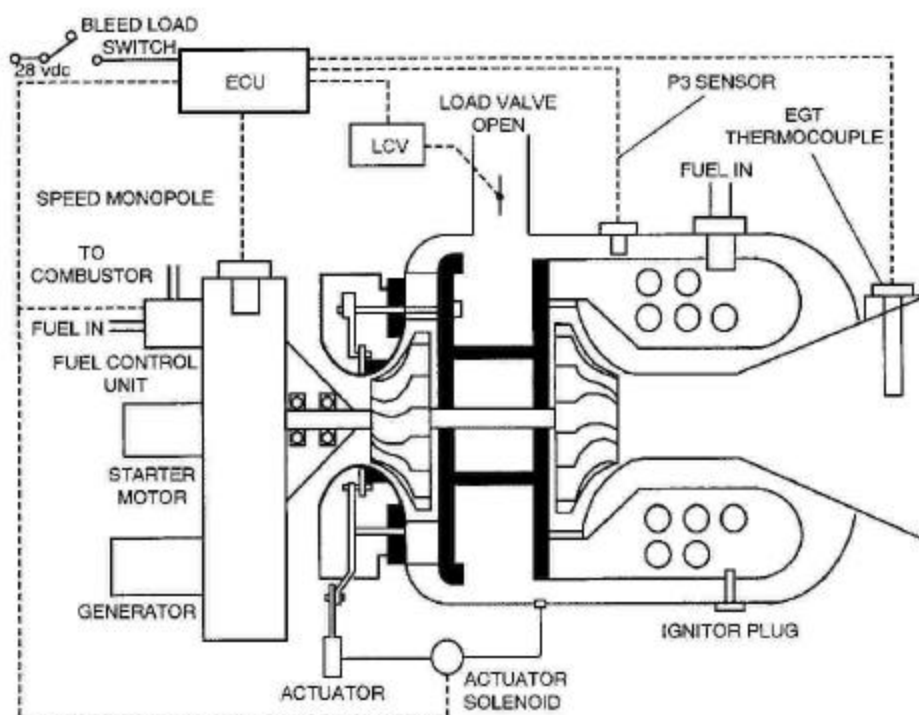 BLEED LOAD
SWITCH
28 vdc
ECU
P3 SENSOR
LOAD VALVE
OPEN
EGT
THERMOCOUPLE
LCV
FUEL IN
SPEED MONOPOLE
TO
COMBUSTOR
FUEL IN
FUEL CONTROL
UNIT
STARTER
MOTOR
GENERATOR
IGNITOR PLUG
ACTUATOR
ACTUATOR
SOLENOID